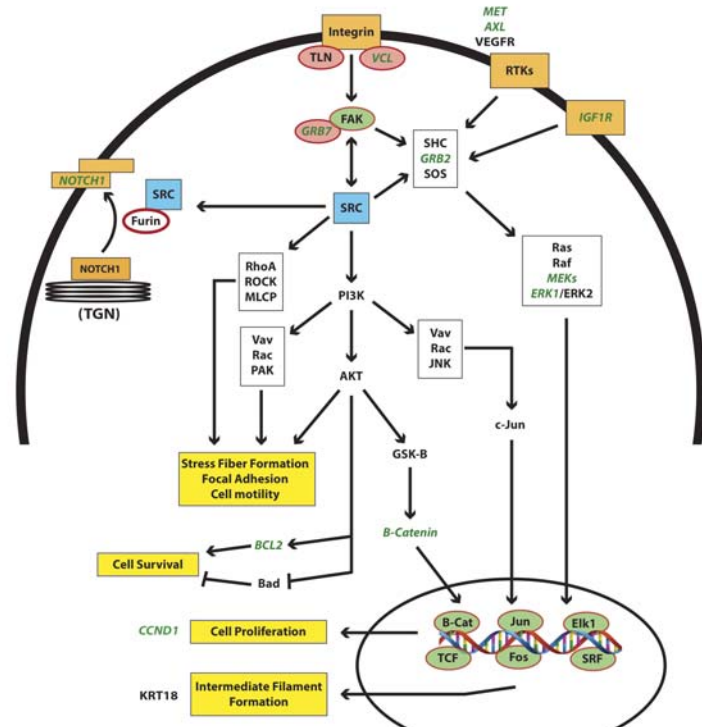 MET
AXL
VEGFR
Integrin
TLN
VCL
RTKs
IGF1R
FAK
GRB7
SHC
GRB2
SOS
NOTCH1
SRC
Furin
SRC
NOTCH1
(TGN)
RhoA
ROCK
MLCP
Ras
Raf
MEKs
ERK1/ERK2
PI3K
Vav
Rac
PAK
Vav
Rac
JNK
AKT
c-Jun
GSK-B
Stress Fiber Formation
Focal Adhesion
Cell motility
B-Catenin
BCL2
Cell Survival
Bad
CCND1
Cell Proliferation
B-Cat
Jun
Elk1
TCF
Fos
SRF
KRT18
Intermediate Filament
Formation